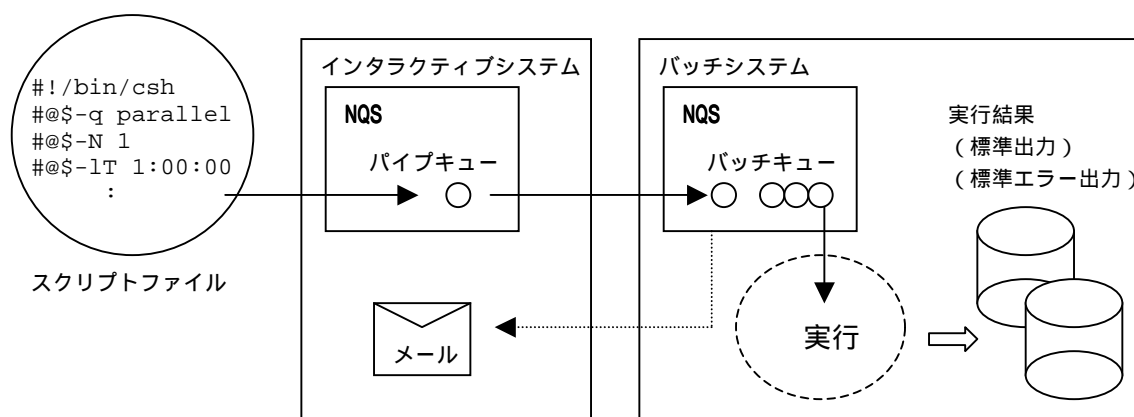 #!/bin/csh
#@$-q parallel
#@$-N 1
#@$-lT 1:00:00
:
スクリプトファイル
インタラクティブシステム
NQS
パイプキュー
メール
バッチシステム
NQS
バッチキュー
実行
実行結果
（標準出力）
（標準エラー出力）